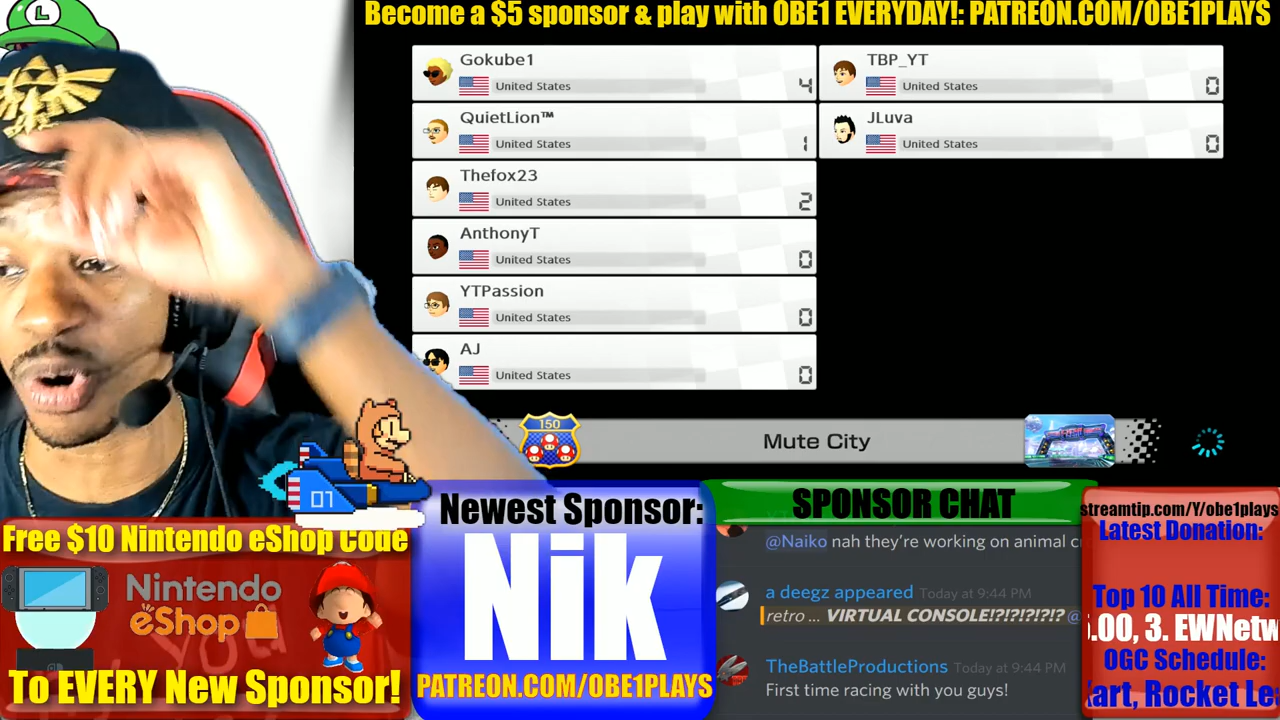 Become a $5 sponsor & play with OBE1 EVERYDAY!: PATREON.COM/OBE1PLAYS
Gokube1
United States
4
QuietLion™
United States
1
Thefox23
United States
2
AnthonyT
United States
0
YTPassion
United States
0
AJ
United States
0
TBP_YT
United States
0
JLuva
United States
0
150
Mute City
01
Free $10 Nintendo eShop Code
Nintendo
eShop
To EVERY New Sponsor!
Newest Sponsor:
Nik
PATREON.COM/OBE1PLAYS
SPONSOR CHAT
@Naiko nah they're working on animal cr
a deegz appeared Today at 9:44 PM
retro ... VIRTUAL CONSOLE!?!?!?!?!? @
TheBattleProductions Today at 9:44 PM
First time racing with you guys!
streamtip.com/Y/obe1plays
Latest Donation:
Top 10 All Time:
.00, 3. EWNetw
OGC Schedule:
Kart, Rocket Le